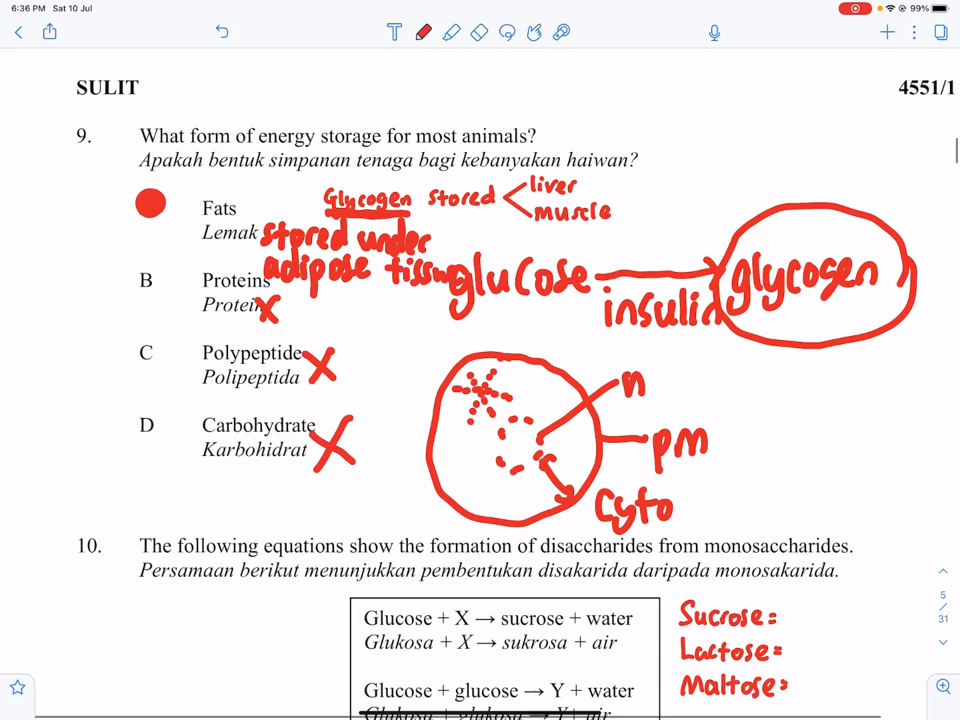 6:36 PM Sat 10 Jul
99%
SULIT
4551/1
9. What form of energy storage for most animals?
Apakah bentuk simpanan tenaga bagi kebanyakan haiwan?
Fats
Lemak
Glycogen stored
liver
muscle
stored under
adipose tissue
glucose
insulin
glycogen
B Proteins
Protein
C Polypeptide
Polipeptida
D Carbohydrate
Karbohidrat
n
pm
cyto
10. The following equations show the formation of disaccharides from monosaccharides.
Persamaan berikut menunjukkan pembentukan disakarida daripada monosakarida.
5
/
31
Glucose + X → sucrose + water
Glukosa + X → sukrosa + air
Glucose + glucose → Y + water
Glukosa + glukosa → Y + air
Sucrose =
Lactose =
Maltose =